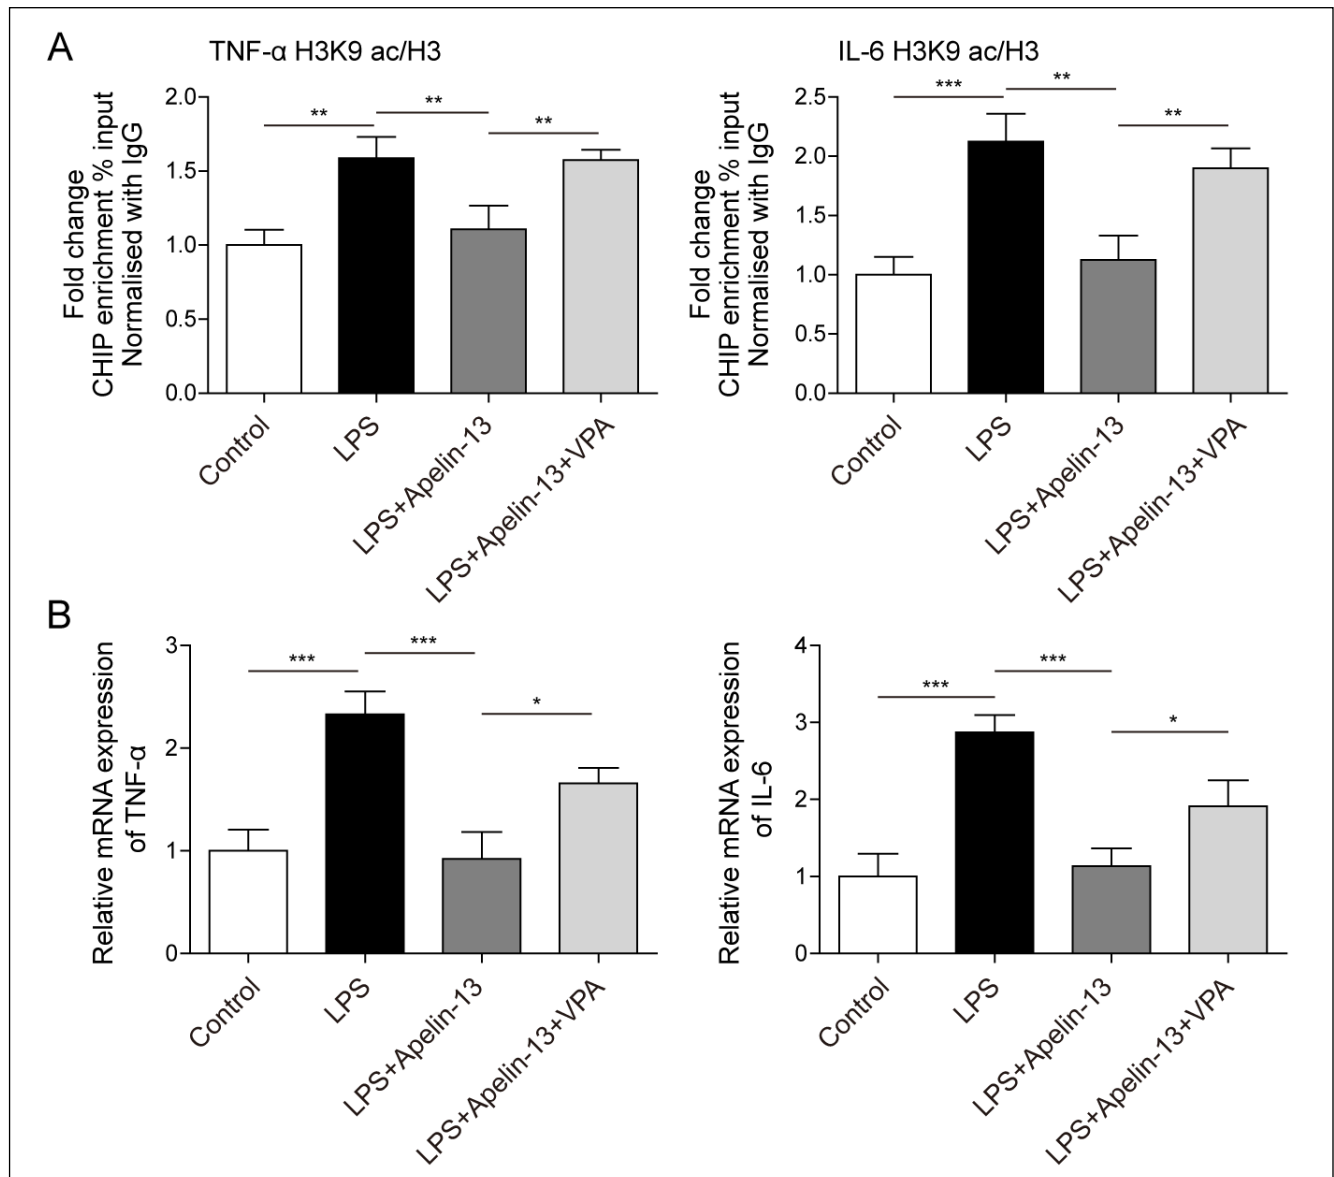 A
TNF-α H3K9 ac/H3
Fold change
CHIP enrichment % input
Normalised with IgG
2.0
1.5
1.0
0.5
0.0
**
**
**
Control
LPS
LPS+Apelin-13
LPS+Apelin-13+VPA
IL-6 H3K9 ac/H3
Fold change
CHIP enrichment % input
Normalised with IgG
2.5
2.0
1.5
1.0
0.5
0.0
***
**
**
Control
LPS
LPS+Apelin-13
LPS+Apelin-13+VPA
B
Relative mRNA expression
of TNF-α
3
2
1
0
***
***
*
Control
LPS
LPS+Apelin-13
LPS+Apelin-13+VPA
Relative mRNA expression
of IL-6
4
3
2
1
0
***
***
*
Control
LPS
LPS+Apelin-13
LPS+Apelin-13+VPA